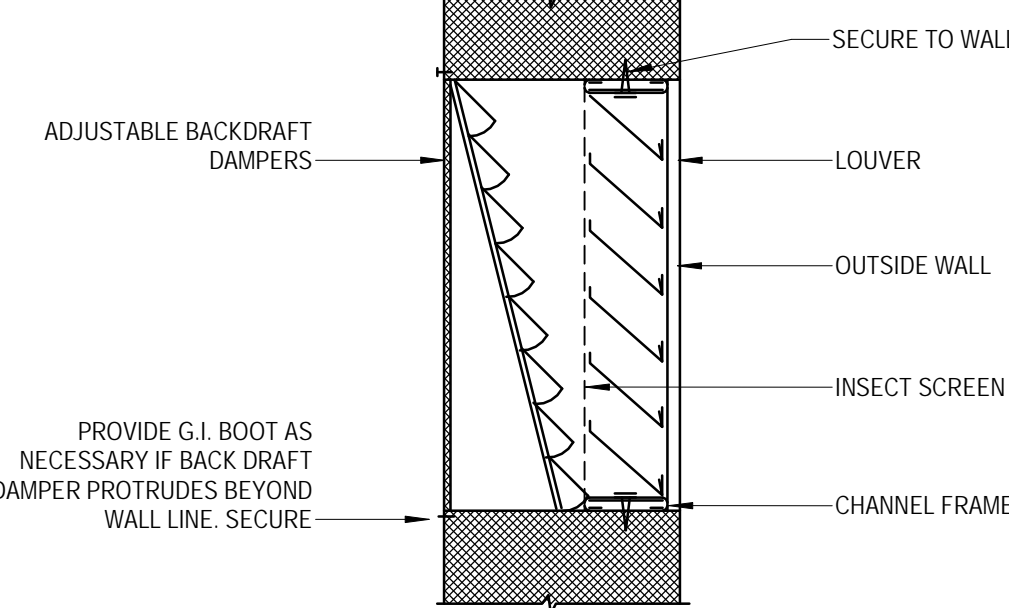 SECURE TO WALL
ADJUSTABLE BACKDRAFT
DAMPERS
LOUVER
OUTSIDE WALL
INSECT SCREEN
PROVIDE G.I. BOOT AS
NECESSARY IF BACK DRAFT
DAMPER PROTRUDES BEYOND
WALL LINE. SECURE
CHANNEL FRAME